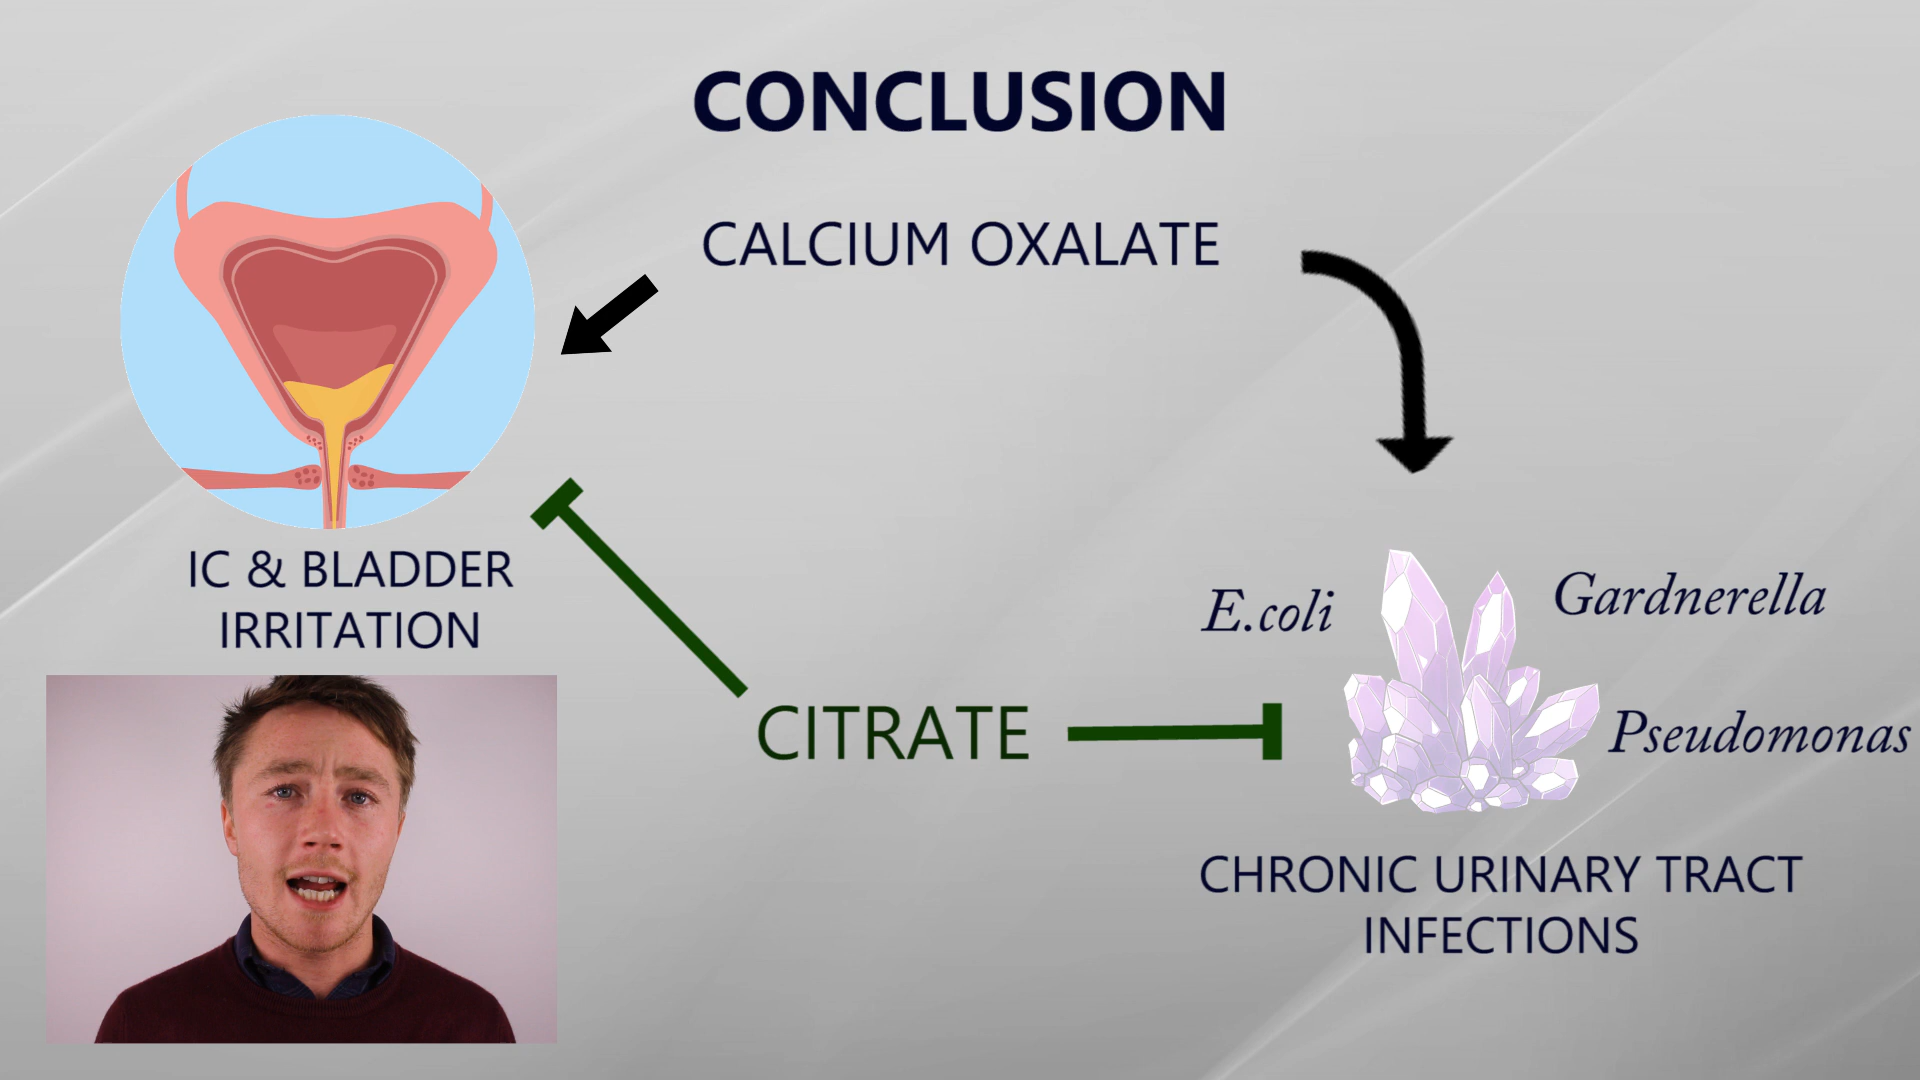 CONCLUSION
CALCIUM OXALATE
IC & BLADDER
IRRITATION
E.coli
Gardnerella
Pseudomonas
CITRATE
CHRONIC URINARY TRACT
INFECTIONS